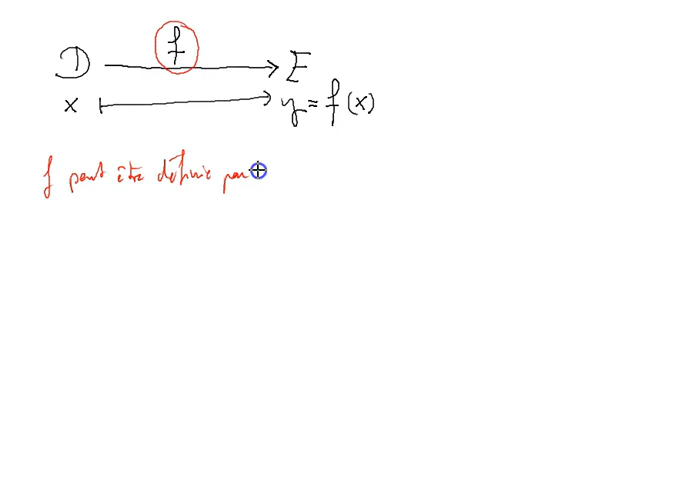 f
D → E
x ↦ y = f(x)
f peut être définie par